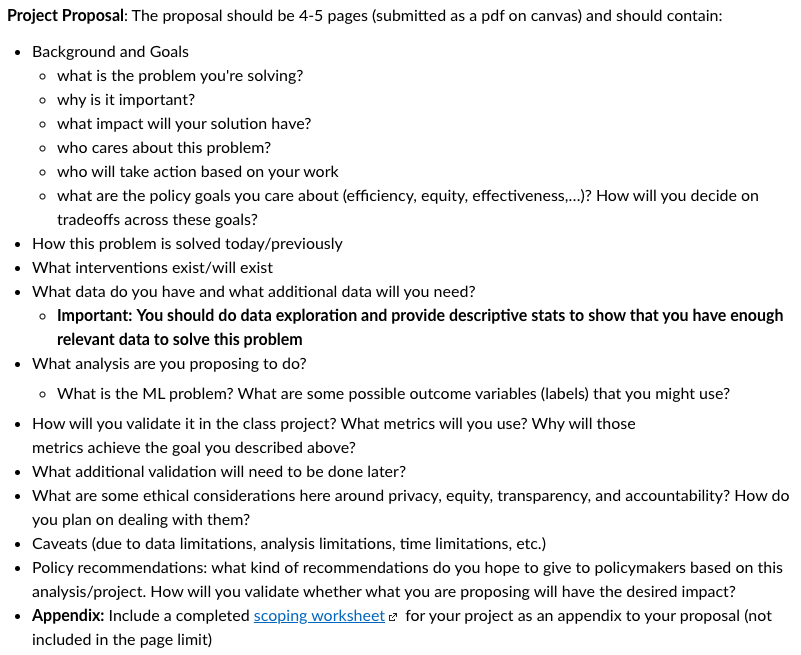 Project Proposal: The proposal should be 4-5 pages (submitted as a pdf on canvas) and should contain:
• Background and Goals
◦ what is the problem you're solving?
◦ why is it important?
◦ what impact will your solution have?
◦ who cares about this problem?
◦ who will take action based on your work
◦ what are the policy goals you care about (efficiency, equity, effectiveness,...)? How will you decide on
tradeoffs across these goals?
• How this problem is solved today/previously
• What interventions exist/will exist
• What data do you have and what additional data will you need?
◦ Important: You should do data exploration and provide descriptive stats to show that you have enough
relevant data to solve this problem
• What analysis are you proposing to do?
◦ What is the ML problem? What are some possible outcome variables (labels) that you might use?
• How will you validate it in the class project? What metrics will you use? Why will those
metrics achieve the goal you described above?
• What additional validation will need to be done later?
• What are some ethical considerations here around privacy, equity, transparency, and accountability? How do
you plan on dealing with them?
• Caveats (due to data limitations, analysis limitations, time limitations, etc.)
• Policy recommendations: what kind of recommendations do you hope to give to policymakers based on this
analysis/project. How will you validate whether what you are proposing will have the desired impact?
• Appendix: Include a completed scoping worksheet for your project as an appendix to your proposal (not
included in the page limit)